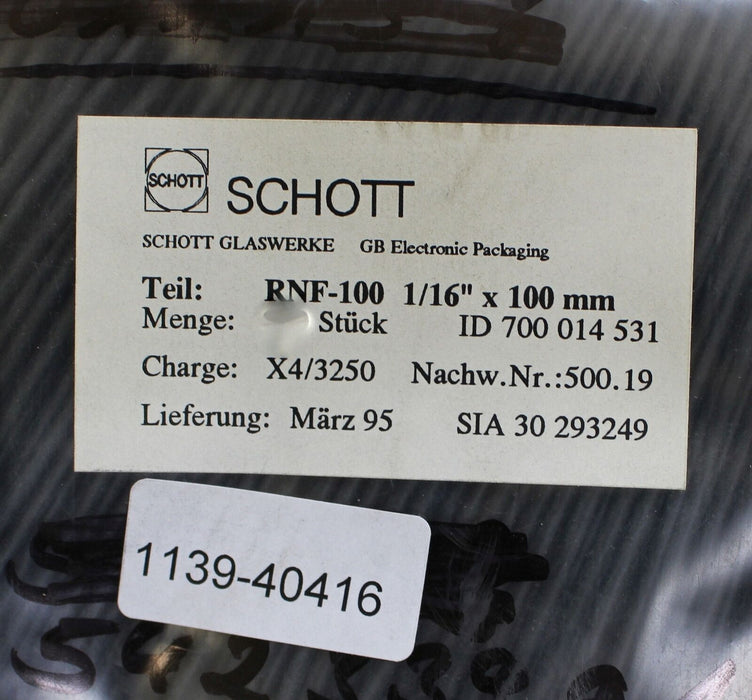 SCHOTT
SCHOTT
SCHOTT GLASWERKE GB Electronic Packaging
Teil: RNF-100 1/16" x 100 mm
Menge: Stück ID 700 014 531
Charge: X4/3250 Nachw.Nr.:500.19
Lieferung: März 95 SIA 30 293249
1139-40416